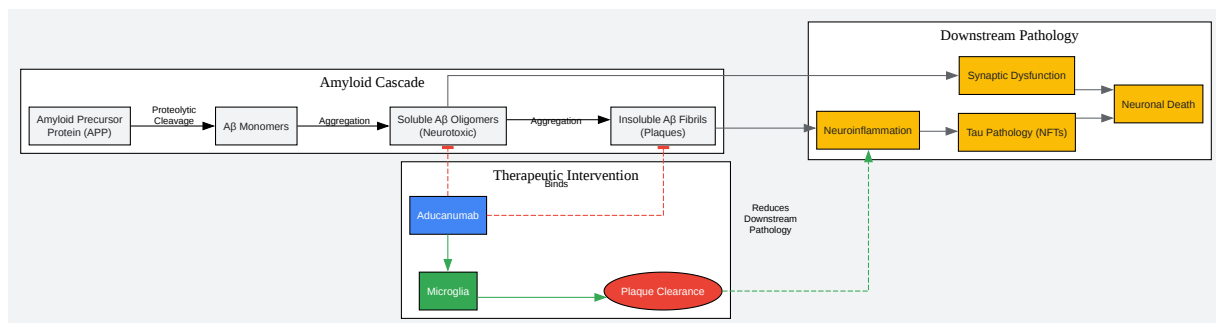 Downstream Pathology
Amyloid Cascade
Amyloid Precursor
Protein (APP)
Proteolytic
Cleavage
Aβ Monomers
Aggregation
Soluble Aβ Oligomers
(Neurotoxic)
Aggregation
Insoluble Aβ Fibrils
(Plaques)
Synaptic Dysfunction
Neuronal Death
Neuroinflammation
Tau Pathology (NFTs)
Therapeutic Intervention
Binds
Aducanumab
Reduces
Downstream
Pathology
Microglia
Plaque Clearance